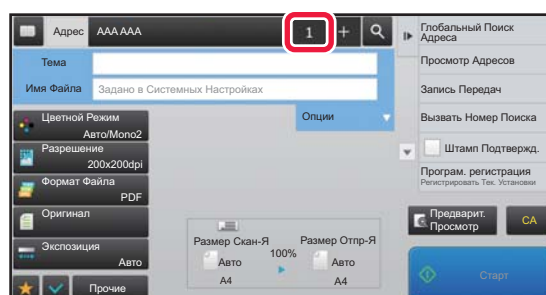 Адрес AAA AAA 1 +
Тема
Имя Файла Задано в Системных Настройках
Цветной Режим
Авто/Mono2
Опции
Разрешение
200x200dpi
Формат Файла
PDF
Оригинал
Экспозиция
Авто
Прочие
Размер Скан-Я
Авто
A4
100%
Размер Отпр-Я
Авто
A4
Глобальный Поиск
Адреса
Просмотр Адресов
Запись Передач
Вызвать Номер Поиска
Штамп Подтвержд.
Програм. регистрация
Регистрировать Тек. Установки
Предварит.
Просмотр
CA
Старт